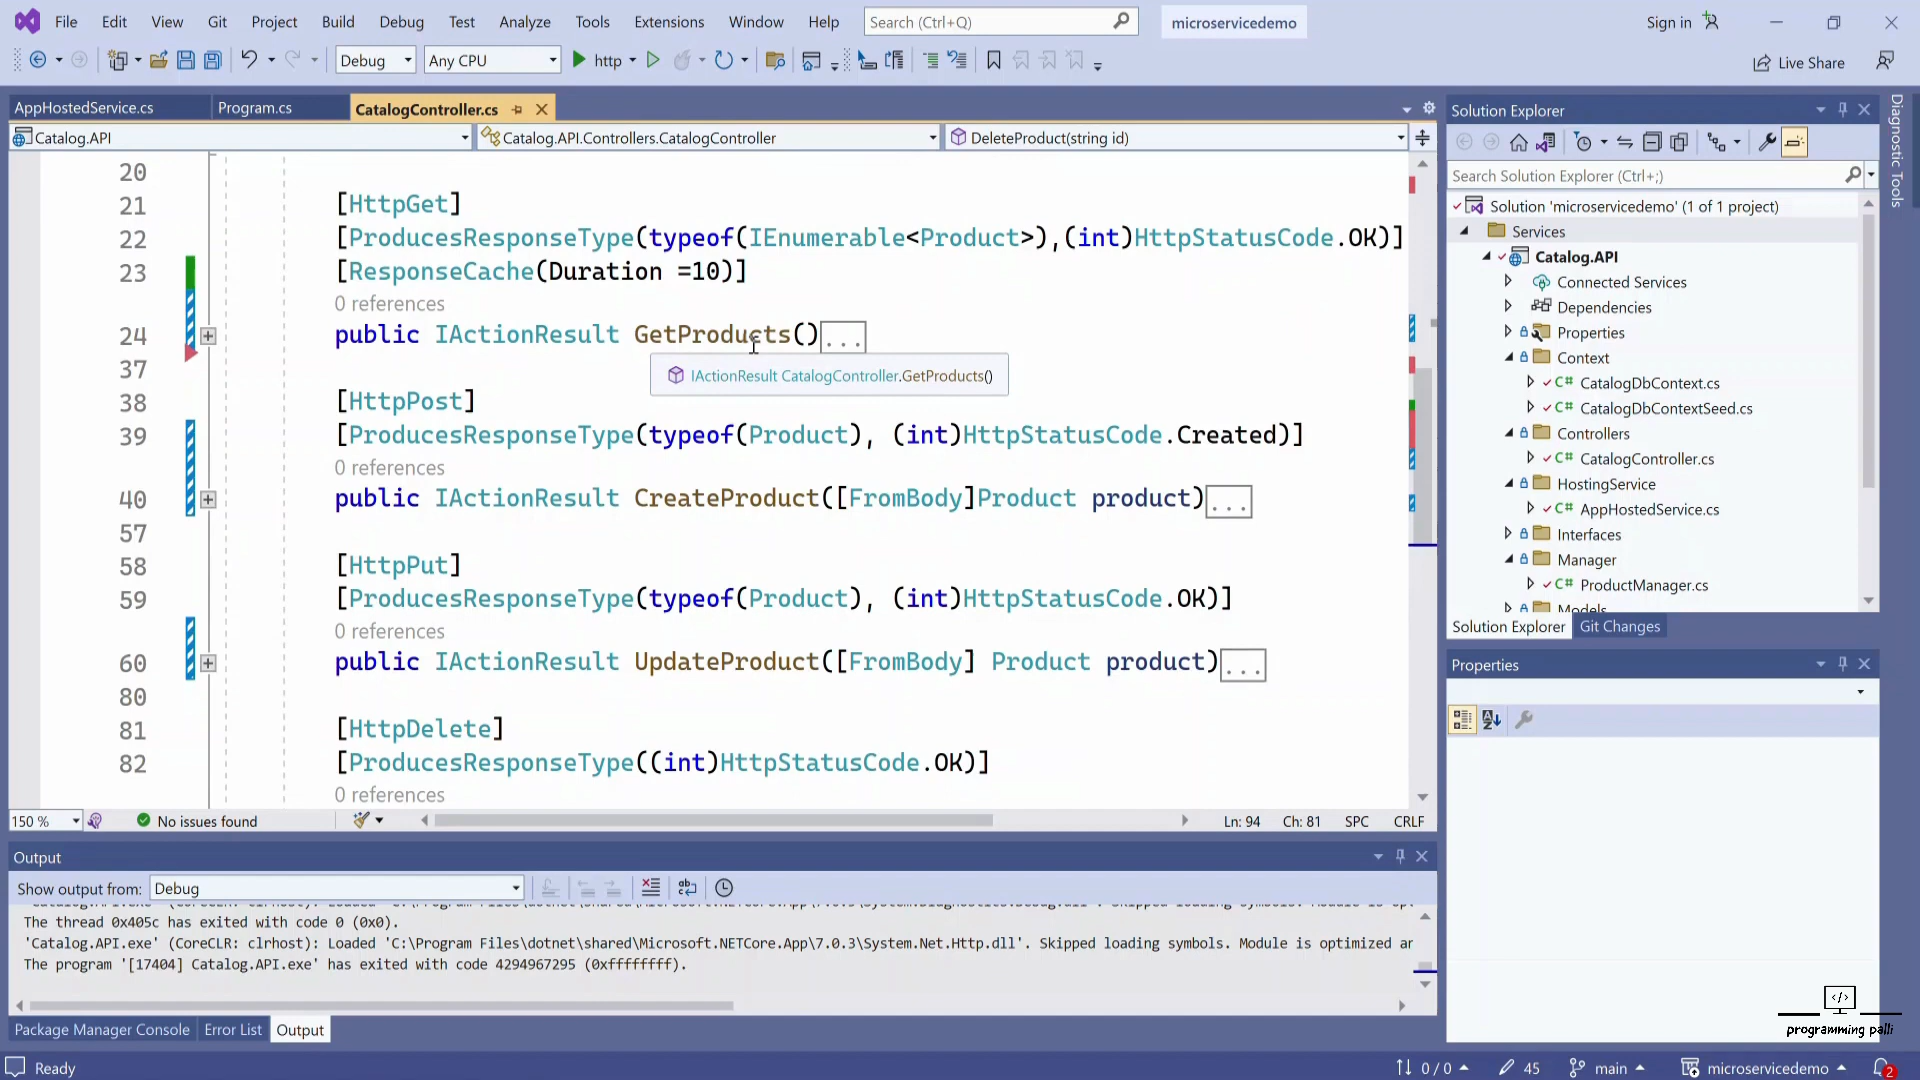 File Edit View Git Project Build Debug Test Analyze Tools Extensions Window Help Search (Ctrl+Q) microservicedemo Sign in
Debug Any CPU http Live Share
AppHostedService.cs Program.cs CatalogController.cs
Catalog.API Catalog.API.Controllers.CatalogController DeleteProduct(string id)
20
21 [HttpGet]
22 [ProducesResponseType(typeof(IEnumerable<Product>),(int)HttpStatusCode.OK)]
23 [ResponseCache(Duration =10)]
0 references
24 public IActionResult GetProducts()...
IActionResult CatalogController.GetProducts()
37
38 [HttpPost]
39 [ProducesResponseType(typeof(Product), (int)HttpStatusCode.Created)]
0 references
40 public IActionResult CreateProduct([FromBody]Product product)...
57
58 [HttpPut]
59 [ProducesResponseType(typeof(Product), (int)HttpStatusCode.OK)]
0 references
60 public IActionResult UpdateProduct([FromBody] Product product)...
80
81 [HttpDelete]
82 [ProducesResponseType((int)HttpStatusCode.OK)]
0 references
150 % No issues found Ln: 94 Ch: 81 SPC CRLF
Output
Show output from: Debug
The thread 0x405c has exited with code 0 (0x0).
'Catalog.API.exe' (CoreCLR: clrhost): Loaded 'C:\Program Files\dotnet\shared\Microsoft.NETCore.App\7.0.3\System.Net.Http.dll'. Skipped loading symbols. Module is optimized ar
The program '[17404] Catalog.API.exe' has exited with code 4294967295 (0xffffffff).
Package Manager Console Error List Output
Solution Explorer
Search Solution Explorer (Ctrl+;)
Solution 'microservicedemo' (1 of 1 project)
Services
Catalog.API
Connected Services
Dependencies
Properties
Context
C# CatalogDbContext.cs
C# CatalogDbContextSeed.cs
Controllers
C# CatalogController.cs
HostingService
C# AppHostedService.cs
Interfaces
Manager
C# ProductManager.cs
Models
Solution Explorer Git Changes
Properties
Diagnostic Tools
</>
programming palli
Ready 0 / 0 45 main microservicedemo 2